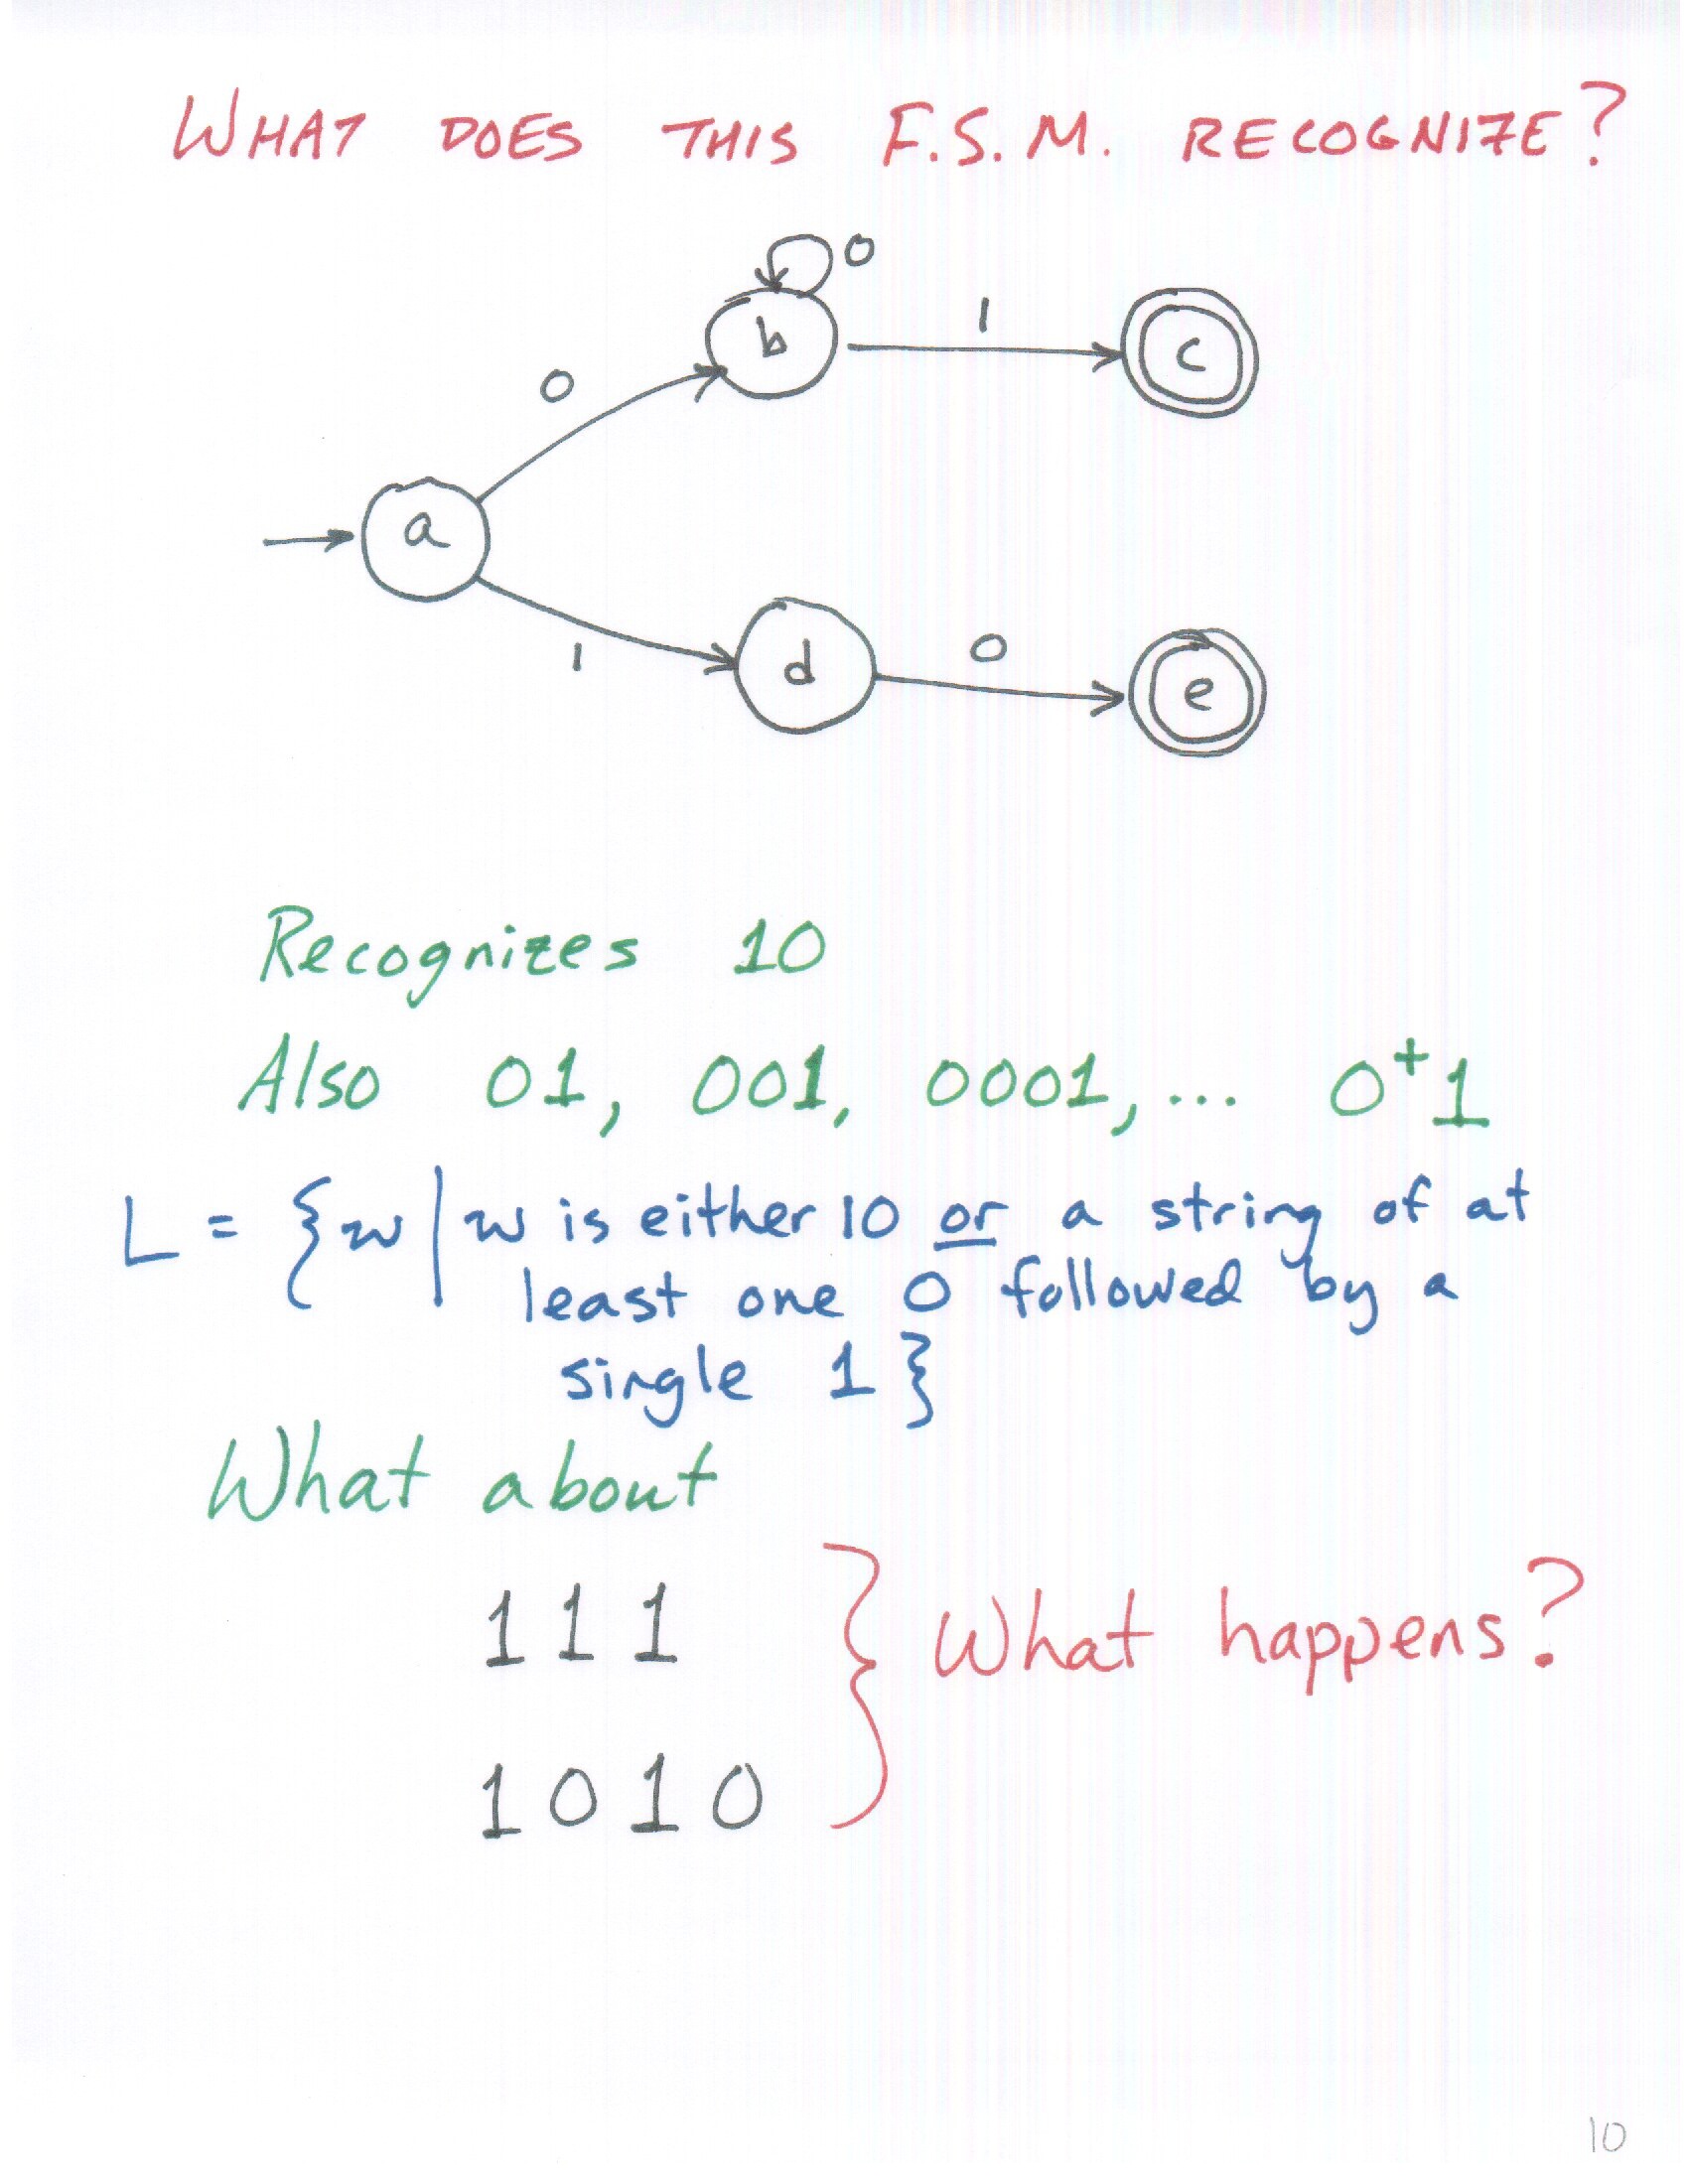 WHAT DOES THIS F.S.M. RECOGNIZE?
0
b
1
c
0
a
1
d
0
e
Recognizes 10
Also 01, 001, 0001, ... 0⁺1
L = {w | w is either 10 or a string of at
least one 0 followed by a
single 1}
What about
111
1010
What happens?
10